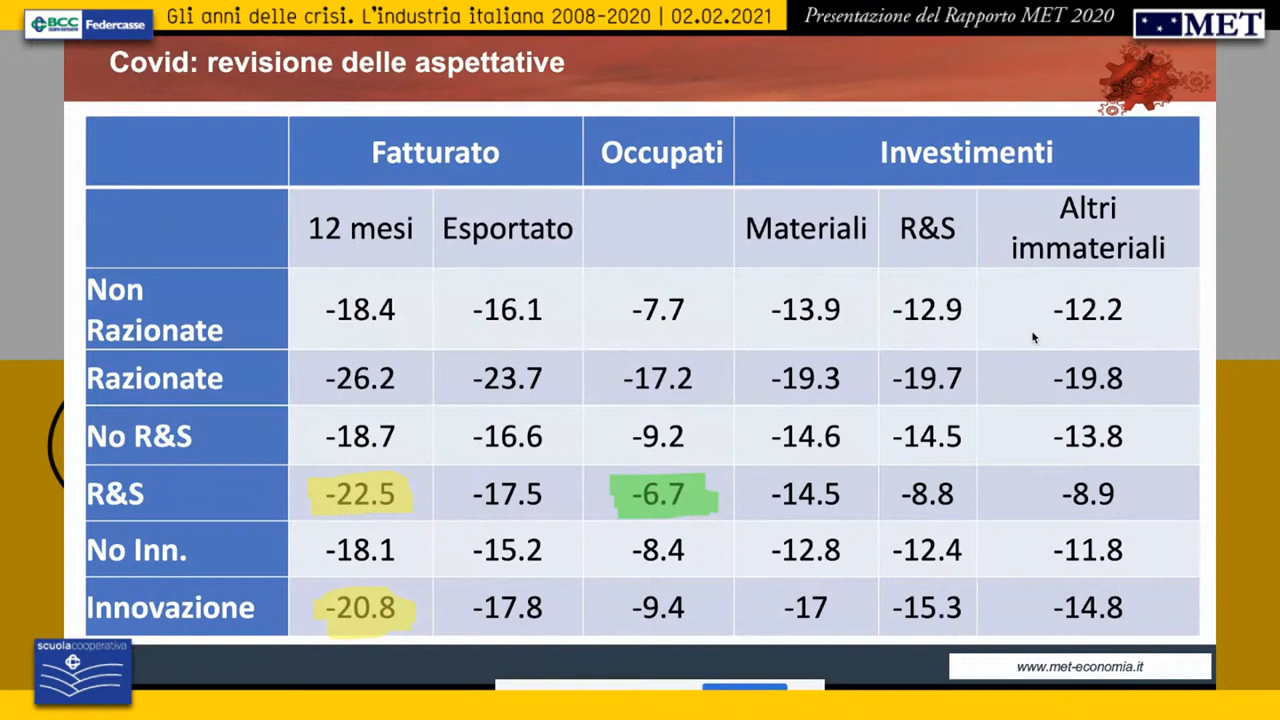 BCC
CREDITO COOPERATIVO
Federcasse
Gli anni delle crisi. L'industria italiana 2008-2020 | 02.02.2021
Presentazione del Rapporto MET 2020
MET
Covid: revisione delle aspettative
Fatturato Occupati Investimenti
12 mesi Esportato Materiali R&S Altri immateriali
Non Razionate -18.4 -16.1 -7.7 -13.9 -12.9 -12.2
Razionate -26.2 -23.7 -17.2 -19.3 -19.7 -19.8
No R&S -18.7 -16.6 -9.2 -14.6 -14.5 -13.8
R&S -22.5 -17.5 -6.7 -14.5 -8.8 -8.9
No Inn. -18.1 -15.2 -8.4 -12.8 -12.4 -11.8
Innovazione -20.8 -17.8 -9.4 -17 -15.3 -14.8
scuolacooperativa
www.met-economia.it